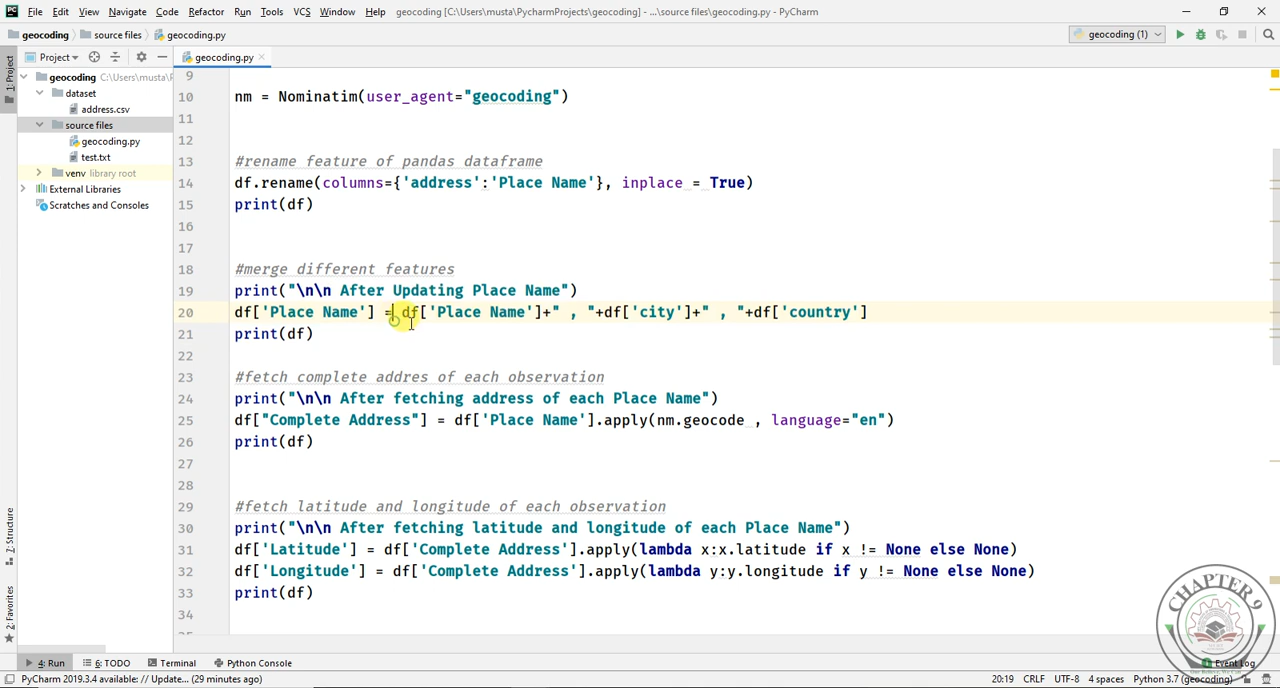 PC File Edit View Navigate Code Refactor Run Tools VCS Window Help geocoding [C:\Users\musta\PycharmProjects\geocoding] - ...\source files\geocoding.py - PyCharm
geocoding source files geocoding.py geocoding (1)
Project geocoding.py
1: Project
geocoding C:\Users\musta\P
dataset
address.csv
source files
geocoding.py
test.txt
venv library root
External Libraries
Scratches and Consoles
Z: Structure
2: Favorites
9
10 nm = Nominatim(user_agent="geocoding")
11
12
13 #rename feature of pandas dataframe
14 df.rename(columns={'address':'Place Name'}, inplace = True)
15 print(df)
16
17
18 #merge different features
19 print("\n\n After Updating Place Name")
20 df['Place Name'] = df['Place Name']+" , "+df['city']+" , "+df['country']
21 print(df)
22
23 #fetch complete addres of each observation
24 print("\n\n After fetching address of each Place Name")
25 df["Complete Address"] = df['Place Name'].apply(nm.geocode , language="en")
26 print(df)
27
28
29 #fetch latitude and longitude of each observation
30 print("\n\n After fetching latitude and longitude of each Place Name")
31 df['Latitude'] = df['Complete Address'].apply(lambda x:x.latitude if x != None else None)
32 df['Longitude'] = df['Complete Address'].apply(lambda y:y.longitude if y != None else None)
33 print(df)
34
CHAPTER 9
4: Run 6: TODO Terminal Python Console Event Log
PyCharm 2019.3.4 available: // Update... (29 minutes ago) 20:19 CRLF UTF-8 4 spaces Python 3.7 (geocoding)